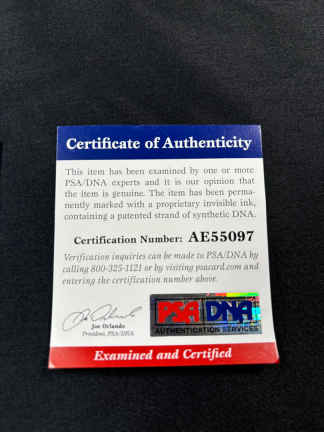 Certificate of Authenticity
This item has been examined by one or more
PSA/DNA experts and it is our opinion that
the item is genuine. The item has been perma-
nently marked with a proprietary invisible ink,
containing a patented strand of synthetic DNA.
Certification Number: AE55097
Verification inquiries can be made to PSA/DNA by
calling 800-325-1121 or by visiting psacard.com and
entering the certification number above.
Joe Orlando
President, PSA/DNA
PSA DNA
AUTHENTICATION SERVICES
Examined and Certified